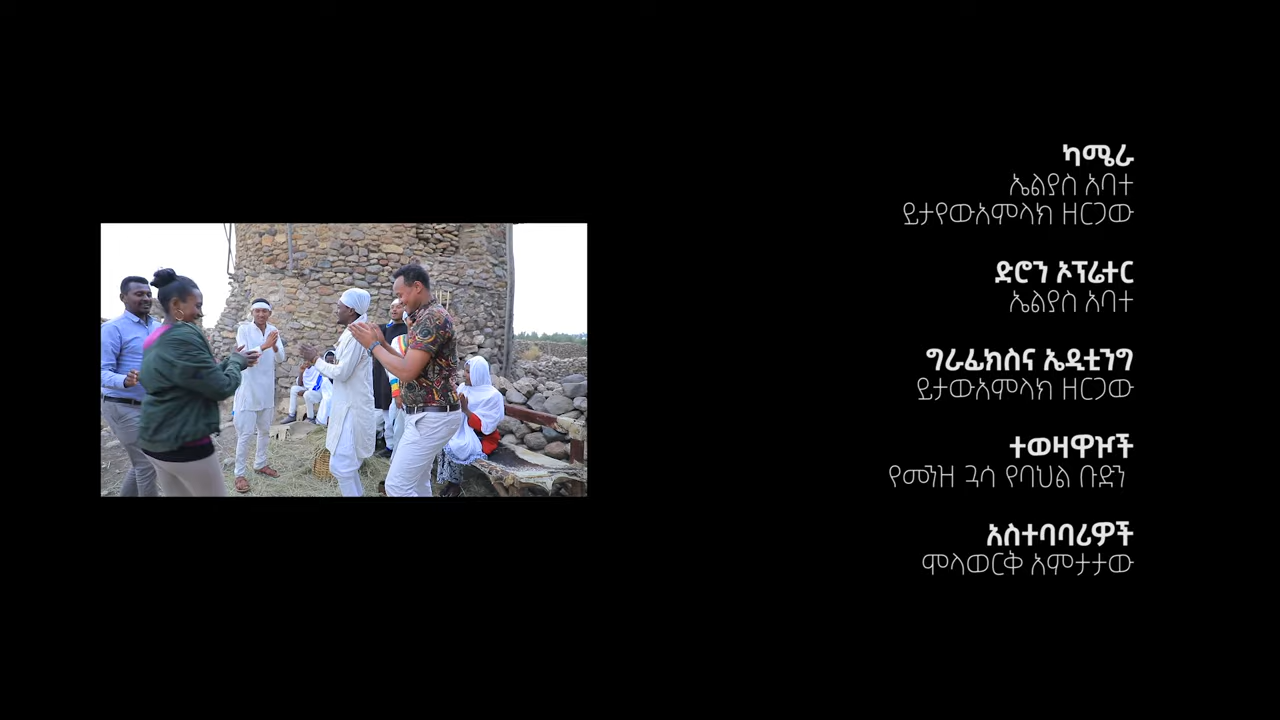 ካሜራ
ኤልያስ አባተ
ይታየውአምላክ ዘርጋው
ድሮን ኦፕሬተር
ኤልያስ አባተ
ግራፊክስና ኤዲቲንግ
ይታውአምላክ ዘርጋው
ተወዛዋዦች
የመንዝ ጓሳ የባህል ቡድን
አስተባባሪዎች
ሞላወርቅ አምታታው